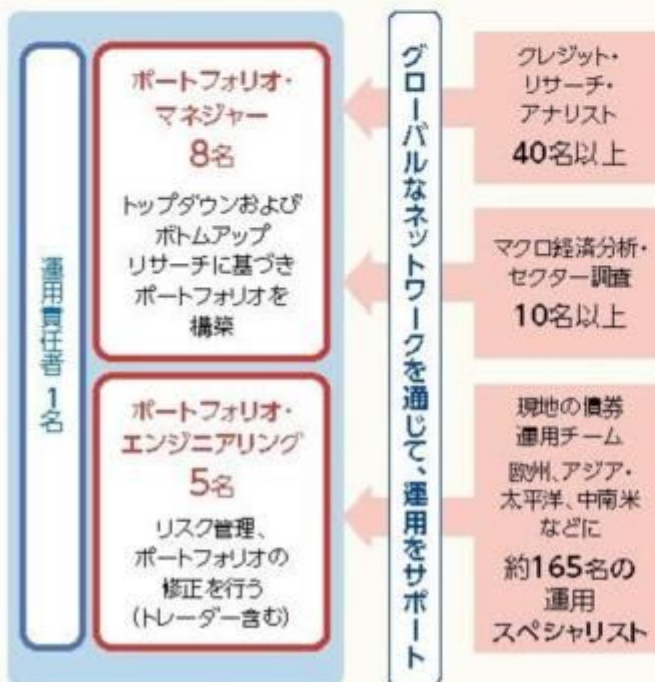 運用責任者 1名
ポートフォリオ・
マネジャー
8名
トップダウンおよび
ボトムアップ
リサーチに基づき
ポートフォリオを
構築
ポートフォリオ・
エンジニアリング
5名
リスク管理、
ポートフォリオの
修正を行う
(トレーダー含む)
グローバルなネットワークを通じて、運用をサポート
クレジット・
リサーチ・
アナリスト
40名以上
マクロ経済分析・
セクター調査
10名以上
現地の債券
運用チーム
欧州、アジア・
太平洋、中南米
などに
約165名の
運用
スペシャリスト